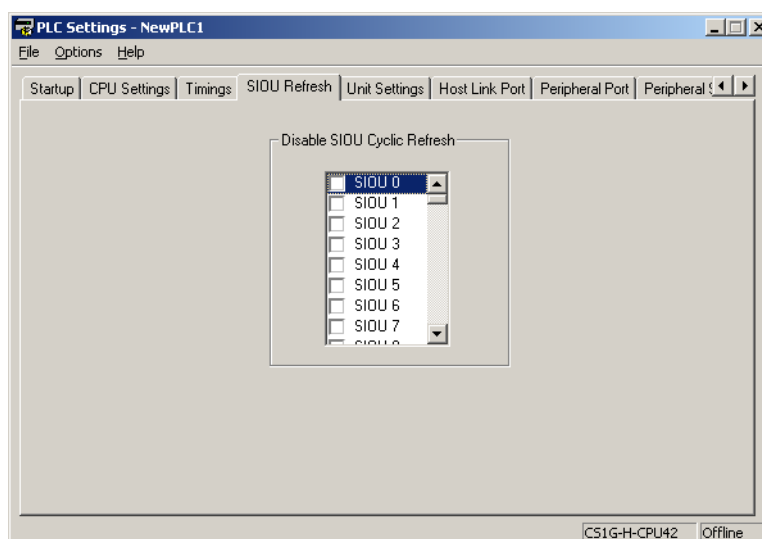 PLC Settings - NewPLC1
File Options Help
Startup CPU Settings Timings SIOU Refresh Unit Settings Host Link Port Peripheral Port Peripheral
Disable SIOU Cyclic Refresh
SIOU 0
SIOU 1
SIOU 2
SIOU 3
SIOU 4
SIOU 5
SIOU 6
SIOU 7
CS1G-H-CPU42 Offline